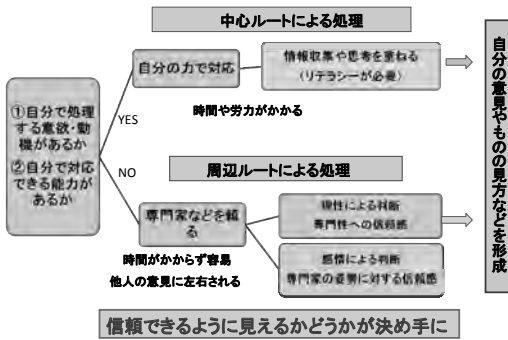 中心ルートによる処理
自分の力で対応
情報収集や思考を重ねる
(リテラシーが必要)
時間や労力がかかる
①自分で処理
する意欲・動
機があるか
②自分で対応
できる能力が
あるか
YES
NO
周辺ルートによる処理
専門家などを頼
る
時間がかからず容易
他人の意見に左右される
理性による判断
専門性への信頼感
感情による判断
専門家の姿勢に対する信頼感
自分の意見やものの見方などを形成
信頼できるように見えるかどうかが決め手に